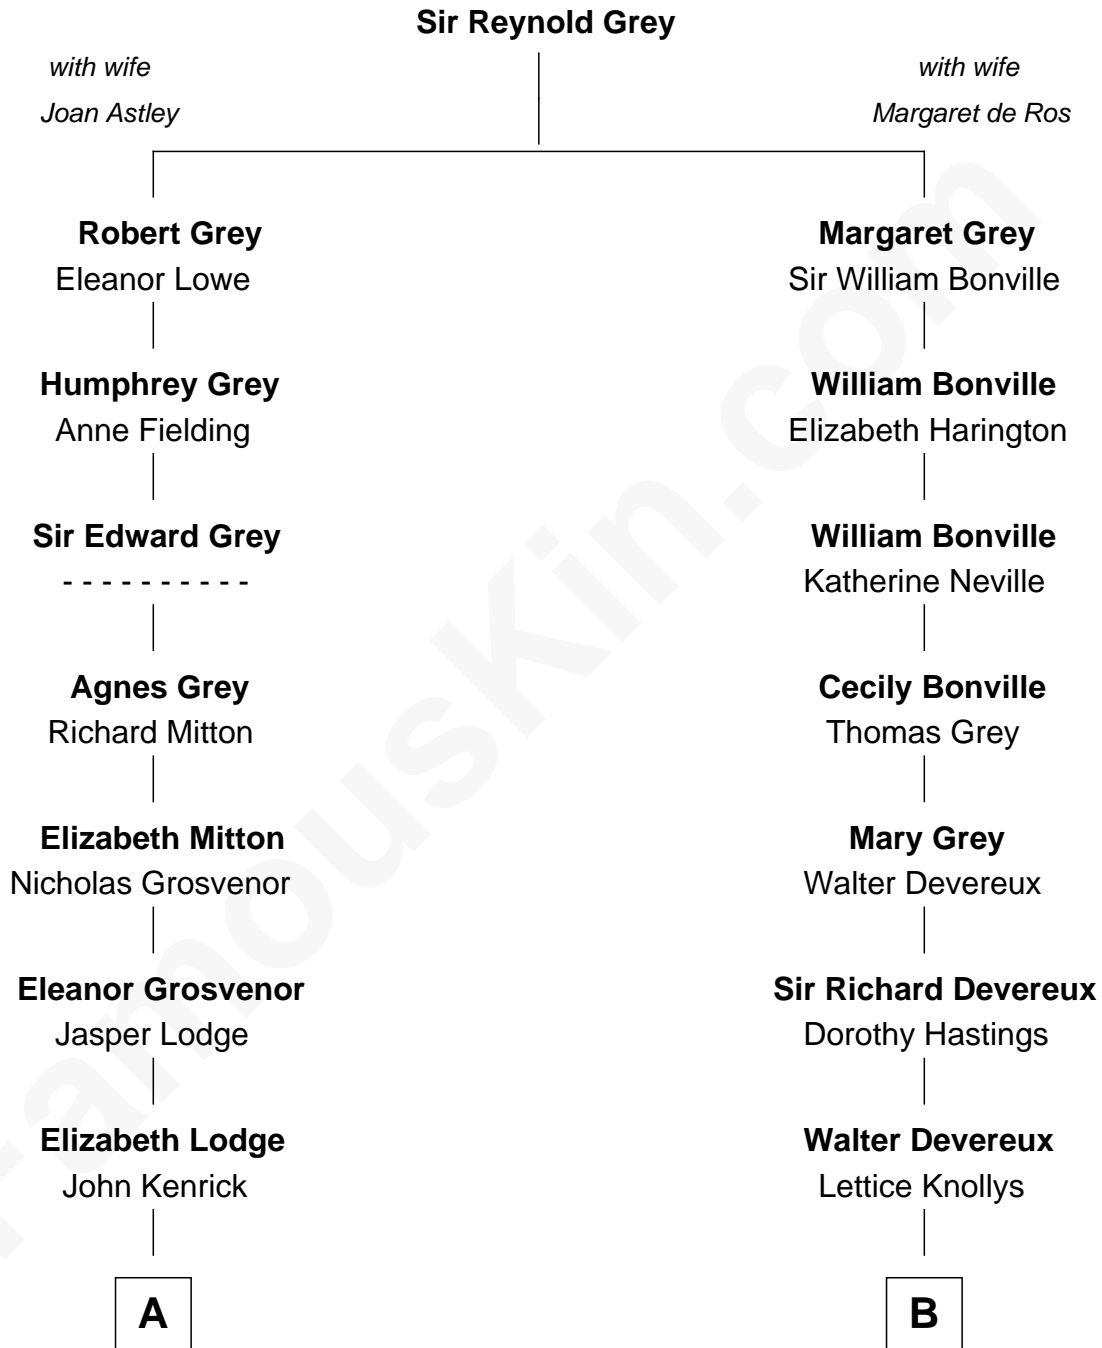 Sir Reynold Grey
with wife
Joan Astley
with wife
Margaret de Ros
Robert Grey
Eleanor Lowe
Margaret Grey
Sir William Bonville
Humphrey Grey
Anne Fielding
William Bonville
Elizabeth Harington
Sir Edward Grey
- - - - - - - - - -
William Bonville
Katherine Neville
Agnes Grey
Richard Mitton
Cecily Bonville
Thomas Grey
Elizabeth Mitton
Nicholas Grosvenor
Mary Grey
Walter Devereux
Eleanor Grosvenor
Jasper Lodge
Sir Richard Devereux
Dorothy Hastings
Elizabeth Lodge
John Kenrick
Walter Devereux
Lettice Knollys
A
B
FamousKin.com